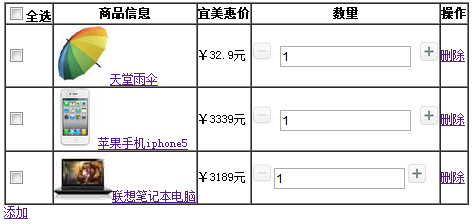 全选 商品信息 宜美惠价 数量 操作
天堂雨伞 ￥32.9元 1 删除
苹果手机iphone5 ￥3339元 1 删除
联想笔记本电脑 ￥3189元 1 删除
添加